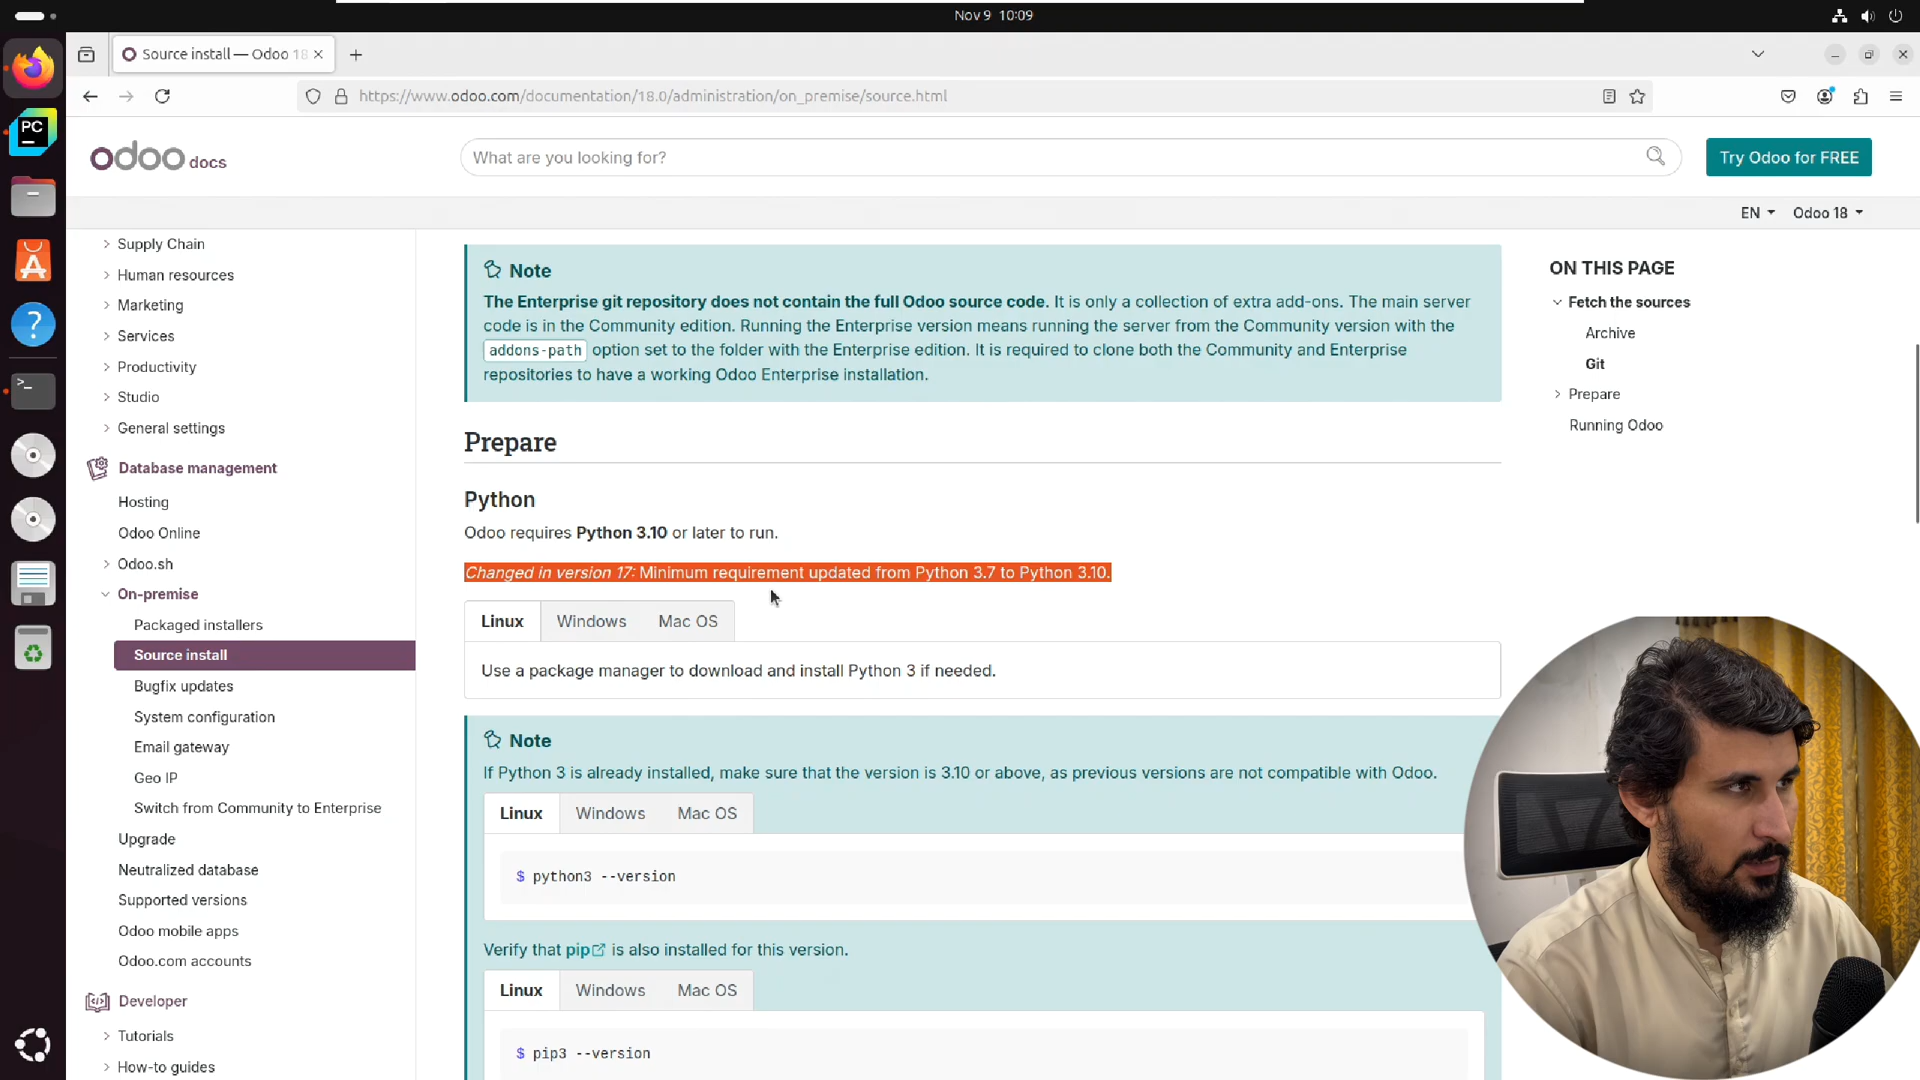 Nov 9 10:09
Source install — Odoo 18
https://www.odoo.com/documentation/18.0/administration/on_premise/source.html
PC
odoo docs
What are you looking for?
Try Odoo for FREE
EN
Odoo 18
Supply Chain
Human resources
Marketing
Services
Productivity
Studio
General settings
Database management
Hosting
Odoo Online
Odoo.sh
On-premise
Packaged installers
Source install
Bugfix updates
System configuration
Email gateway
Geo IP
Switch from Community to Enterprise
Upgrade
Neutralized database
Supported versions
Odoo mobile apps
Odoo.com accounts
Developer
Tutorials
How-to guides
Note
The Enterprise git repository does not contain the full Odoo source code. It is only a collection of extra add-ons. The main server
code is in the Community edition. Running the Enterprise version means running the server from the Community version with the
addons-path option set to the folder with the Enterprise edition. It is required to clone both the Community and Enterprise
repositories to have a working Odoo Enterprise installation.
Prepare
Python
Odoo requires Python 3.10 or later to run.
Changed in version 17: Minimum requirement updated from Python 3.7 to Python 3.10.
Linux Windows Mac OS
Use a package manager to download and install Python 3 if needed.
Note
If Python 3 is already installed, make sure that the version is 3.10 or above, as previous versions are not compatible with Odoo.
Linux Windows Mac OS
$ python3 --version
Verify that pip is also installed for this version.
Linux Windows Mac OS
$ pip3 --version
ON THIS PAGE
Fetch the sources
Archive
Git
Prepare
Running Odoo